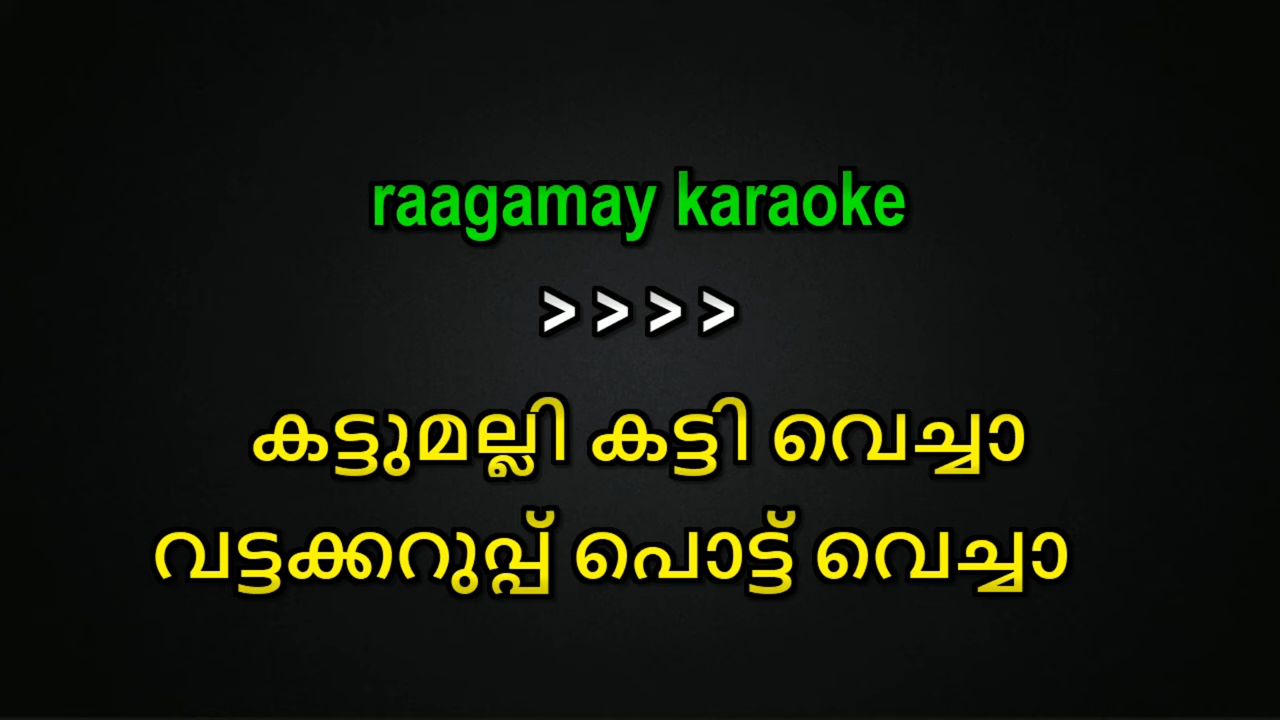 raagamay karaoke
> > > >
കട്ടുമല്ലി കട്ടി വെച്ചാ
വട്ടക്കറുപ്പ് പൊട്ട് വെച്ചാ